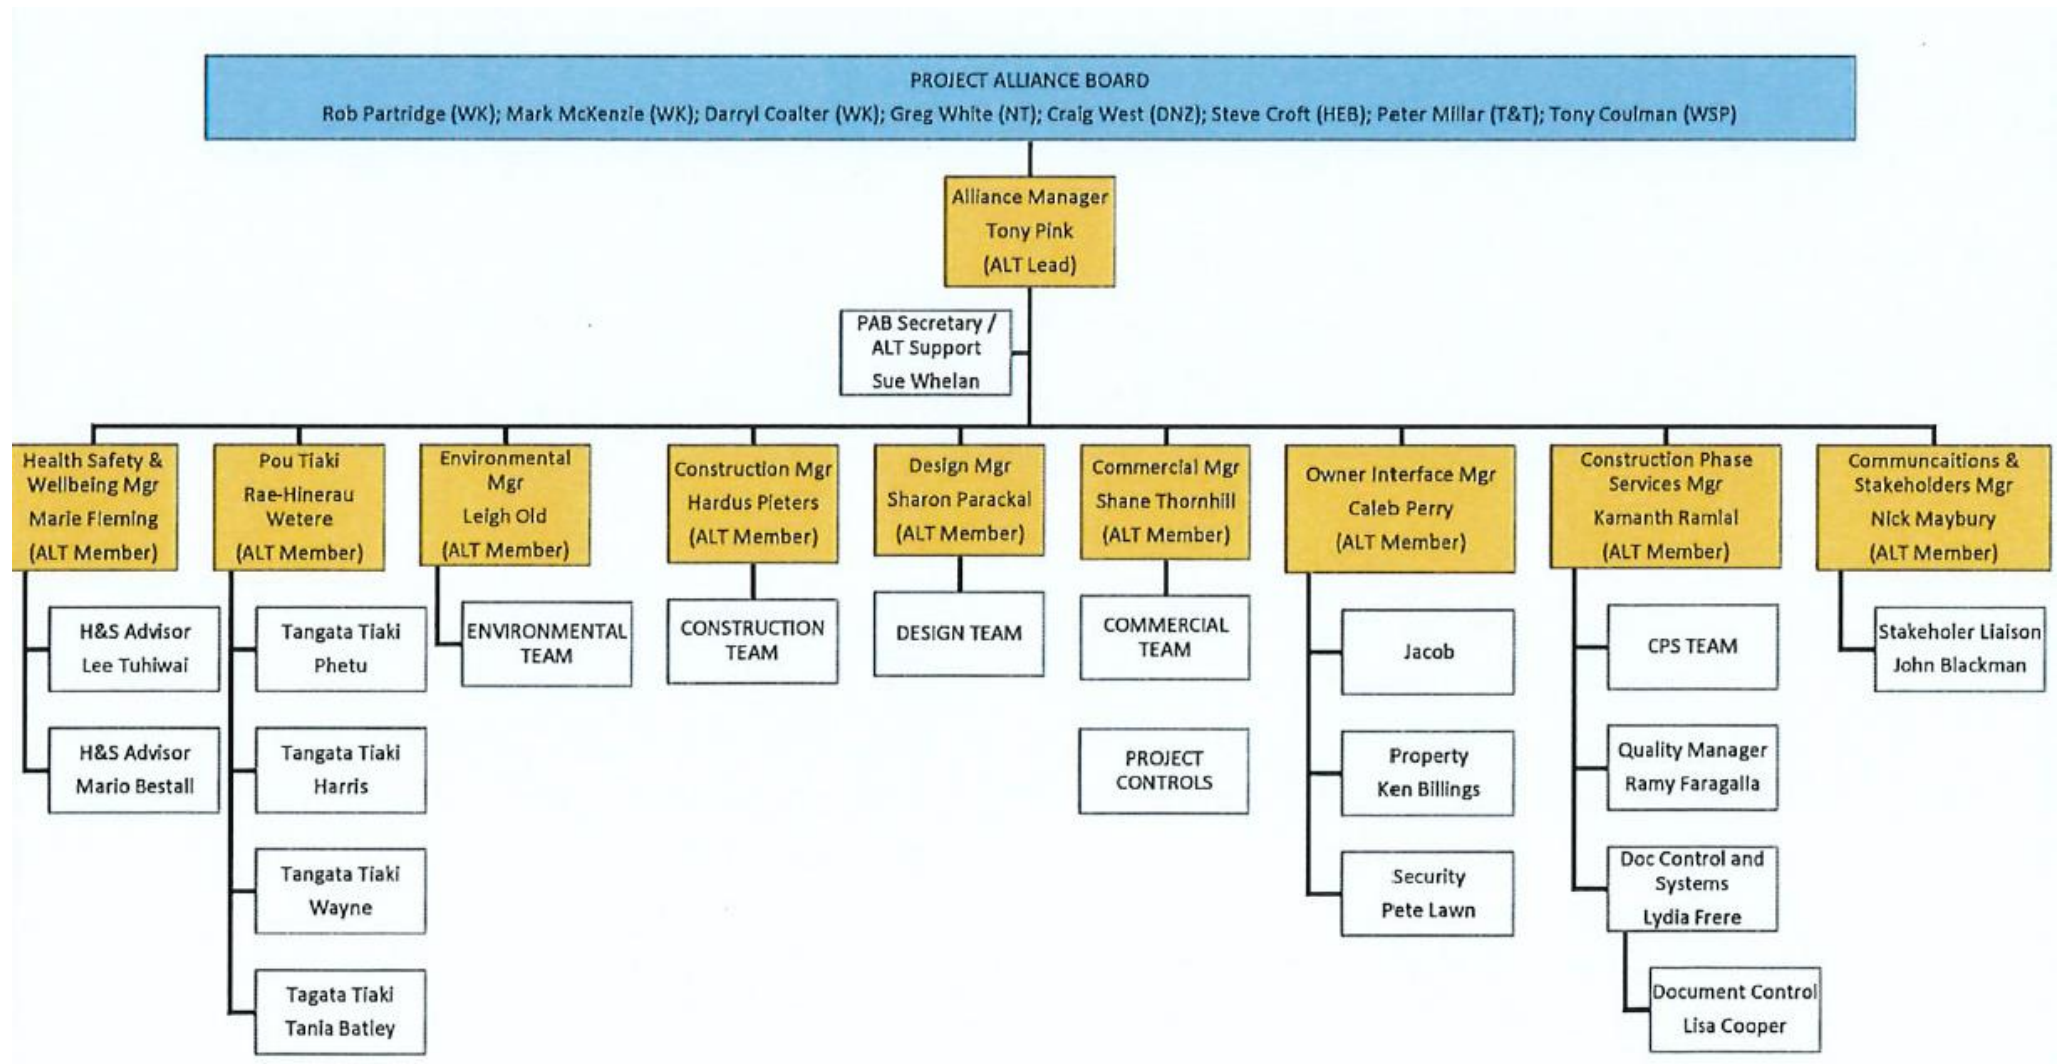 PROJECT ALLIANCE BOARD
Rob Partridge (WK); Mark McKenzie (WK); Darryl Coalter (WK); Greg White (NT); Craig West (DNZ); Steve Croft (HEB); Peter Millar (T&T); Tony Coulman (WSP)
Alliance Manager
Tony Pink
(ALT Lead)
PAB Secretary /
ALT Support
Sue Whelan
Health Safety &
Wellbeing Mgr
Marie Fleming
(ALT Member)
H&S Advisor
Lee Tuhiwai
H&S Advisor
Mario Bestall
Pou Tiaki
Rae-Hinerau
Wetere
(ALT Member)
Tangata Tiaki
Phetu
Tangata Tiaki
Harris
Tangata Tiaki
Wayne
Tagata Tiaki
Tania Batley
Environmental
Mgr
Leigh Old
(ALT Member)
ENVIRONMENTAL
TEAM
Construction Mgr
Hardus Pieters
(ALT Member)
CONSTRUCTION
TEAM
Design Mgr
Sharon Parackal
(ALT Member)
DESIGN TEAM
Commercial Mgr
Shane Thornhill
(ALT Member)
COMMERCIAL
TEAM
PROJECT
CONTROLS
Owner Interface Mgr
Caleb Perry
(ALT Member)
Jacob
Property
Ken Billings
Security
Pete Lawn
Construction Phase
Services Mgr
Kamanth Ramlal
(ALT Member)
CPS TEAM
Quality Manager
Ramy Faragalla
Doc Control and
Systems
Lydia Frere
Document Control
Lisa Cooper
Communcaitions &
Stakeholders Mgr
Nick Maybury
(ALT Member)
Stakeholer Liaison
John Blackman